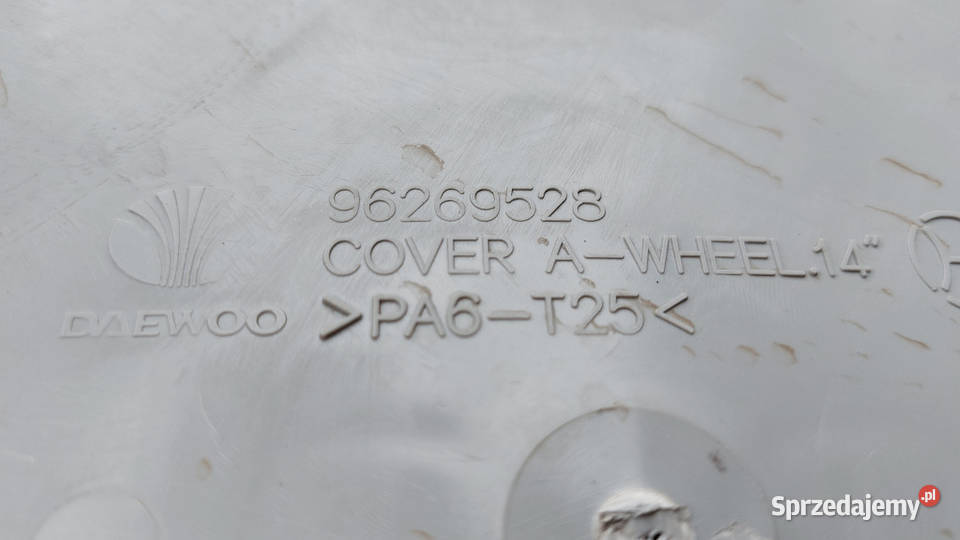 96269528
COVER A-WHEEL.14"
DAEWOO
>PA6-T25<
Sprzedajemy.pl